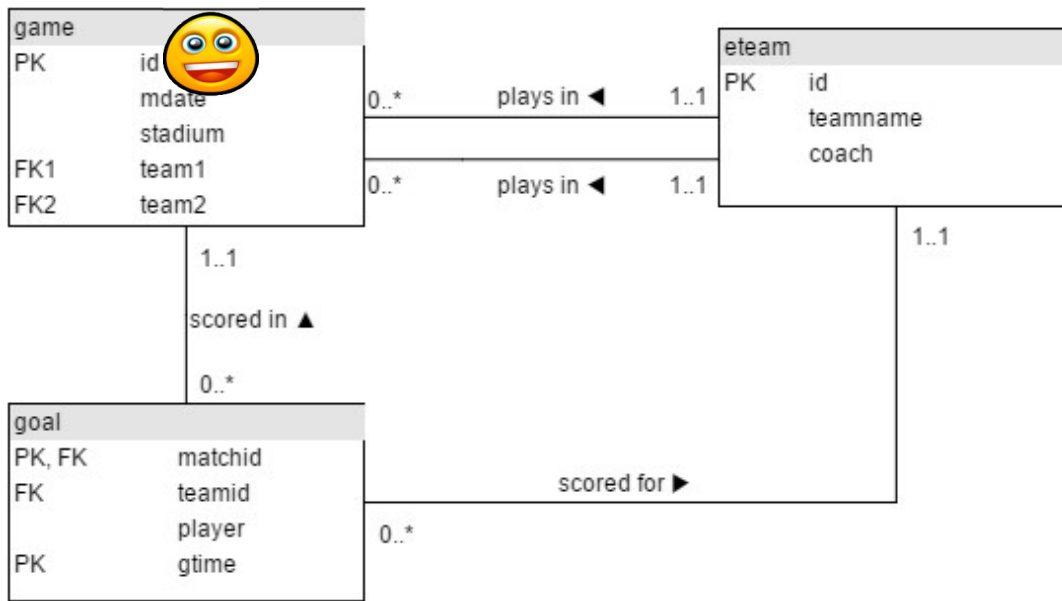 game
PK id
mdate
stadium
FK1 team1
FK2 team2
0..* plays in ◄ 1..1
0..* plays in ◄ 1..1
eteam
PK id
teamname
coach
1..1
1..1
scored in ▲
0..*
goal
PK, FK matchid
FK teamid
player
PK gtime
scored for ►
0..*